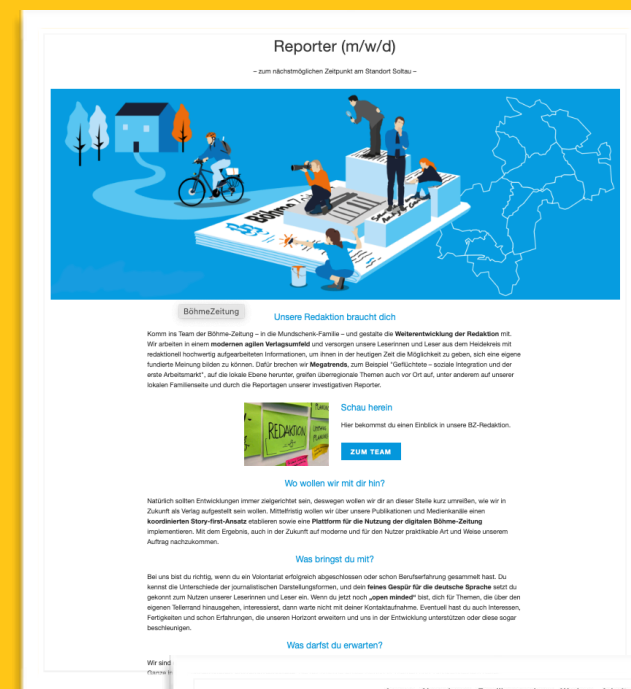 Reporter (m/w/d)
– zum nächstmöglichen Zeitpunkt am Standort Soltau –
BöhmeZeitung
Unsere Redaktion braucht dich
Komm ins Team der Böhme-Zeitung – in die Mundschenk-Familie – und gestalte die Weiterentwicklung der Redaktion mit.
Wir arbeiten in einem modernen agilen Verlagsumfeld und versorgen unsere Leserinnen und Leser aus dem Heidekreis mit
redaktionell hochwertig aufgearbeiteten Informationen, um ihnen in der heutigen Zeit die Möglichkeit zu geben, sich eine eigene
fundierte Meinung bilden zu können. Dafür brechen wir Megatrends, zum Beispiel "Geflüchtete – soziale Integration und der
erste Arbeitsmarkt", auf die lokale Ebene herunter, greifen überregionale Themen auch vor Ort auf, unter anderem auf unserer
lokalen Familienseite und durch die Reportagen unserer investigativen Reporter.
REDAKTION
Schau herein
Hier bekommst du einen Einblick in unsere BZ-Redaktion.
ZUM TEAM
Wo wollen wir mit dir hin?
Natürlich sollten Entwicklungen immer zielgerichtet sein, deswegen wollen wir dir an dieser Stelle kurz umreißen, wie wir in
Zukunft als Verlag aufgestellt sein wollen. Mittelfristig wollen wir über unsere Publikationen und Medienkanäle einen
koordinierten Story-first-Ansatz etablieren sowie eine Plattform für die Nutzung der digitalen Böhme-Zeitung
implementieren. Mit dem Ergebnis, auch in der Zukunft auf moderne und für den Nutzer praktikable Art und Weise unserem
Auftrag nachzukommen.
Was bringst du mit?
Bei uns bist du richtig, wenn du ein Volontariat erfolgreich abgeschlossen oder schon Berufserfahrung gesammelt hast. Du
kennst die Unterschiede der journalistischen Darstellungsformen, und dein feines Gespür für die deutsche Sprache setzt du
gekonnt zum Nutzen unserer Leserinnen und Leser ein. Wenn du jetzt noch „open minded“ bist, dich für Themen, die über den
eigenen Tellerrand hinausgehen, interessierst, dann warte nicht mit deiner Kontaktaufnahme. Eventuell hast du auch Interessen,
Fertigkeiten und schon Erfahrungen, die unseren Horizont erweitern und uns in der Entwicklung unterstützen oder diese sogar
beschleunigen.
Was darfst du erwarten?
Wir sind